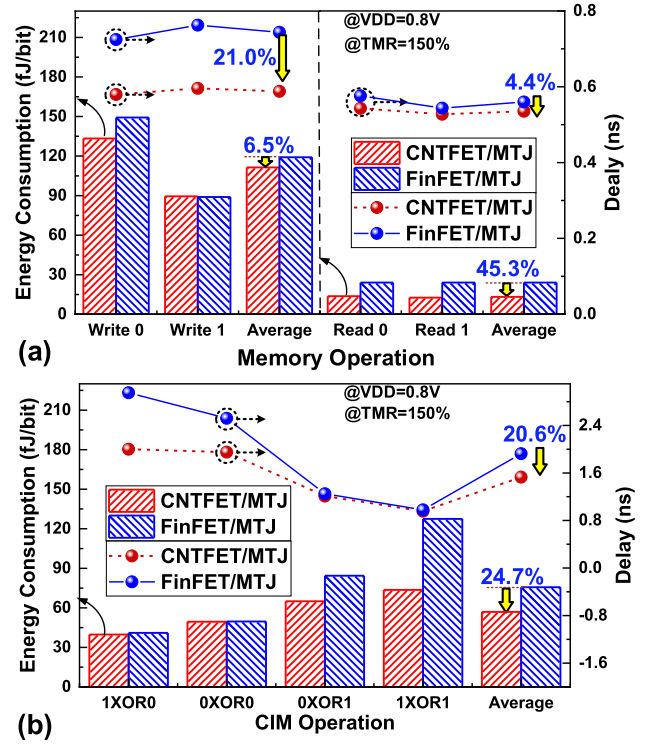 @VDD=0.8V
@TMR=150%
21.0%
4.4%
6.5%
45.3%
CNTFET/MTJ
FinFET/MTJ
CNTFET/MTJ
FinFET/MTJ
Energy Consumption (fJ/bit)
210
180
150
120
90
60
30
0
0.8
0.6
0.4
0.2
0.0
Dealy (ns)
Write 0 Write 1 Average Read 0 Read 1 Average
(a) Memory Operation
@VDD=0.8V
@TMR=150%
20.6%
24.7%
CNTFET/MTJ
FinFET/MTJ
CNTFET/MTJ
FinFET/MTJ
Energy Consumption (fJ/bit)
210
180
150
120
90
60
30
0
2.4
1.6
0.8
0.0
-0.8
-1.6
Delay (ns)
1XOR0 0XOR0 0XOR1 1XOR1 Average
(b) CIM Operation